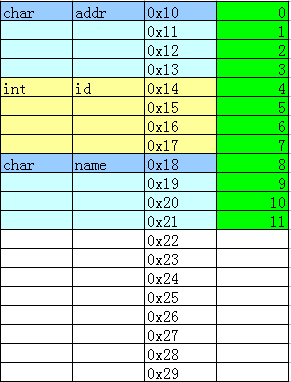 char addr 0x10 0
0x11 1
0x12 2
0x13 3
int id 0x14 4
0x15 5
0x16 6
0x17 7
char name 0x18 8
0x19 9
0x20 10
0x21 11
0x22
0x23
0x24
0x25
0x26
0x27
0x28
0x29